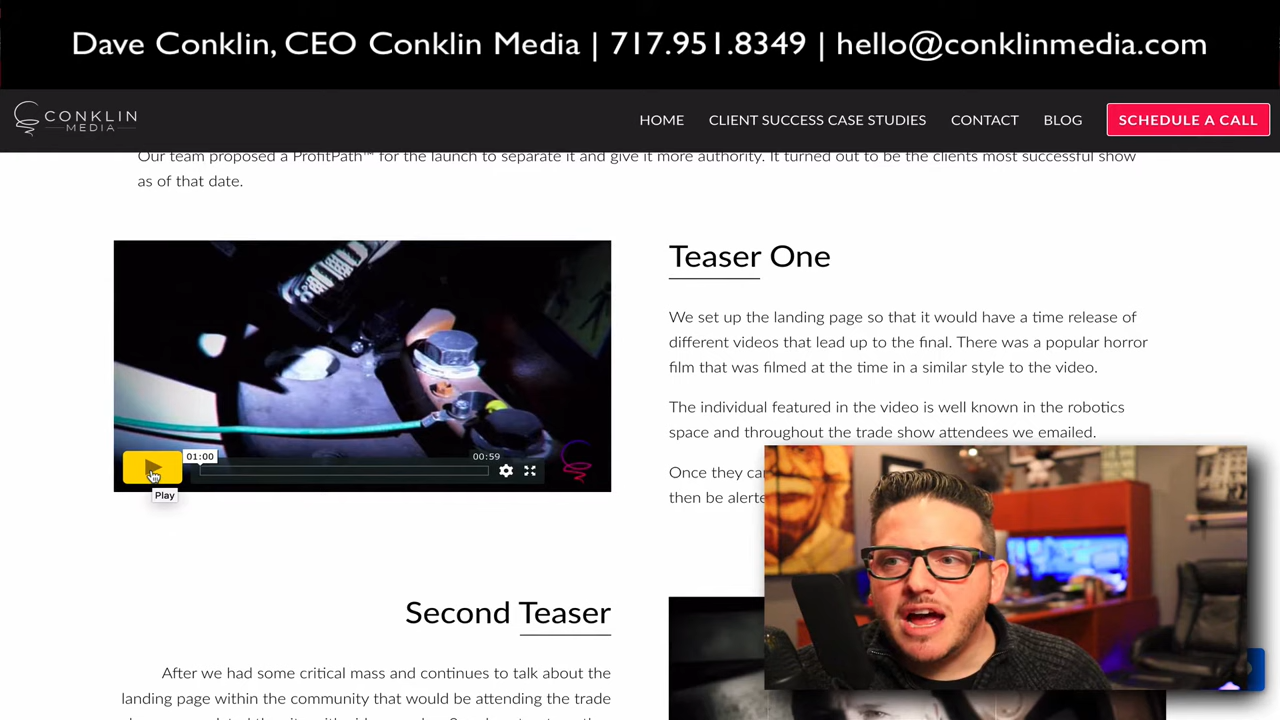 Dave Conklin, CEO Conklin Media | 717.951.8349 | hello@conklinmedia.com
CONKLIN
MEDIA
HOME
CLIENT SUCCESS CASE STUDIES
CONTACT
BLOG
SCHEDULE A CALL
Our team proposed a ProfitPath™ for the launch to separate it and give it more authority. It turned out to be the clients most successful show
as of that date.
01:00
00:59
Play
Teaser One
We set up the landing page so that it would have a time release of
different videos that lead up to the final. There was a popular horror
film that was filmed at the time in a similar style to the video.
The individual featured in the video is well known in the robotics
space and throughout the trade show attendees we emailed.
Once they
then be
Second Teaser
After we had some critical mass and continues to talk about the
landing page within the community that would be attending the trade